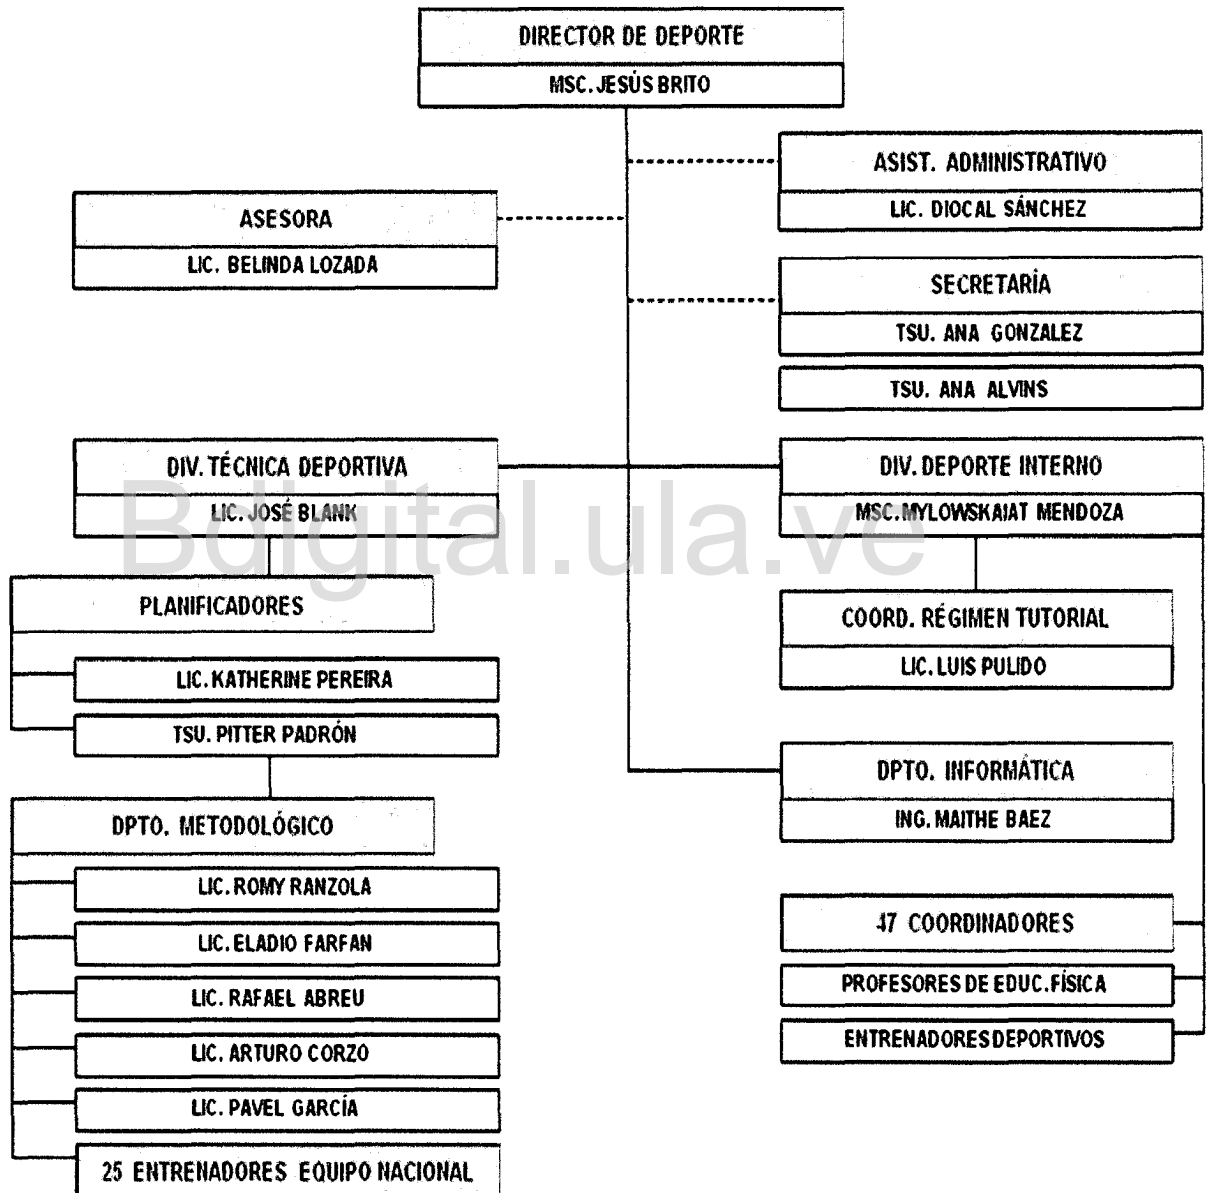 DIRECTOR DE DEPORTE
MSC. JESÚS BRITO
ASIST. ADMINISTRATIVO
LIC. DIOCAL SÁNCHEZ
ASESORA
LIC. BELINDA LOZADA
SECRETARÍA
TSU. ANA GONZALEZ
TSU. ANA ALVINS
DIV. TÉCNICA DEPORTIVA
LIC. JOSÉ BLANK
DIV. DEPORTE INTERNO
MSC. MYLOWSKAIAT MENDOZA
Bdigital.ula.ve
PLANIFICADORES
LIC. KATHERINE PEREIRA
TSU. PITTER PADRÓN
COORD. RÉGIMEN TUTORIAL
LIC. LUIS PULIDO
DPTO. INFORMÁTICA
ING. MAITHE BAEZ
DPTO. METODOLÓGICO
LIC. ROMY RANZOLA
LIC. ELADIO FARFAN
LIC. RAFAEL ABREU
LIC. ARTURO CORZO
LIC. PAVEL GARCÍA
25 ENTRENADORES EQUIPO NACIONAL
47 COORDINADORES
PROFESORES DE EDUC. FÍSICA
ENTRENADORES DEPORTIVOS